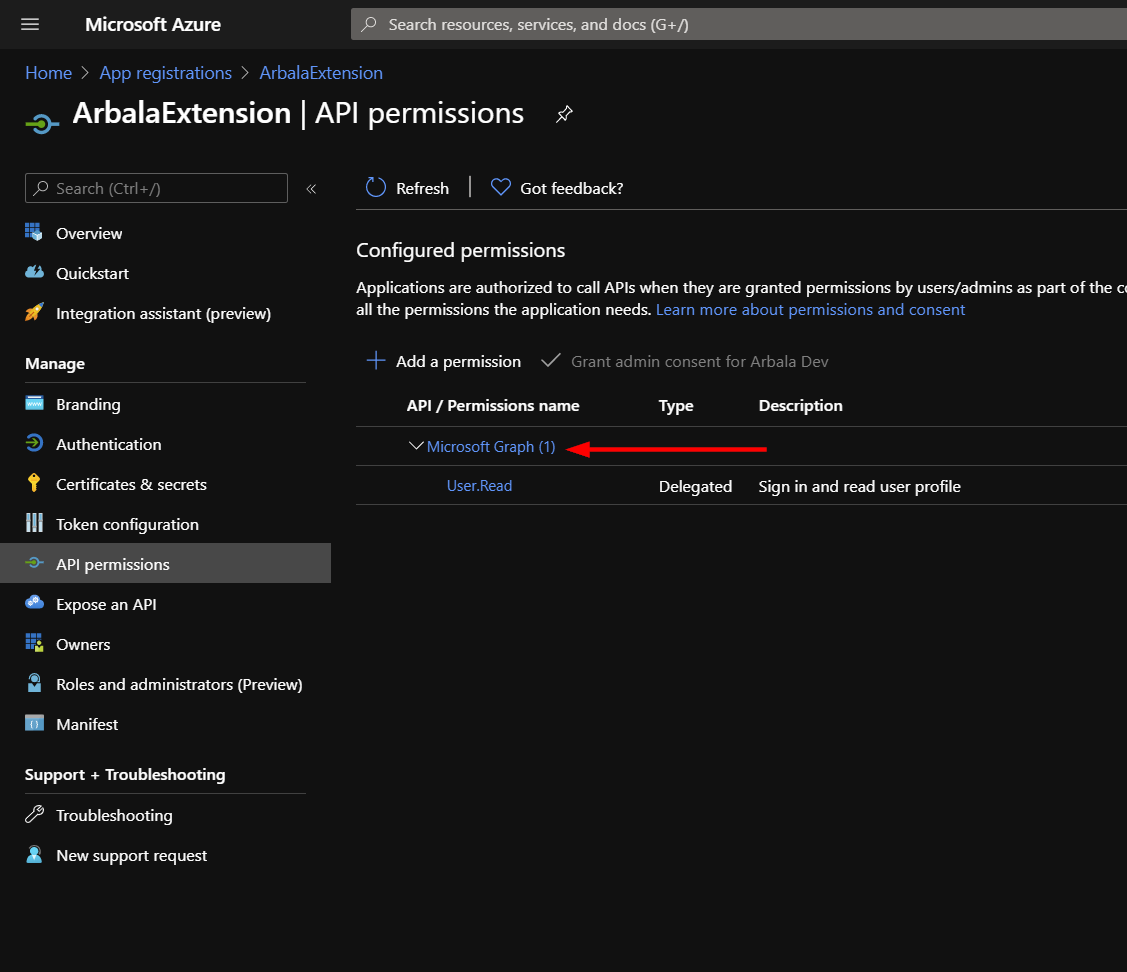 Microsoft Azure
Search resources, services, and docs (G+/)
Home > App registrations > ArbalaExtension
ArbalaExtension | API permissions
Search (Ctrl+/)
«
Overview
Quickstart
Integration assistant (preview)
Manage
Branding
Authentication
Certificates & secrets
Token configuration
API permissions
Expose an API
Owners
Roles and administrators (Preview)
Manifest
Support + Troubleshooting
Troubleshooting
New support request
Refresh | Got feedback?
Configured permissions
Applications are authorized to call APIs when they are granted permissions by users/admins as part of the
all the permissions the application needs. Learn more about permissions and consent
Add a permission Grant admin consent for Arbala Dev
API / Permissions name Type Description
Microsoft Graph (1)
User.Read Delegated Sign in and read user profile